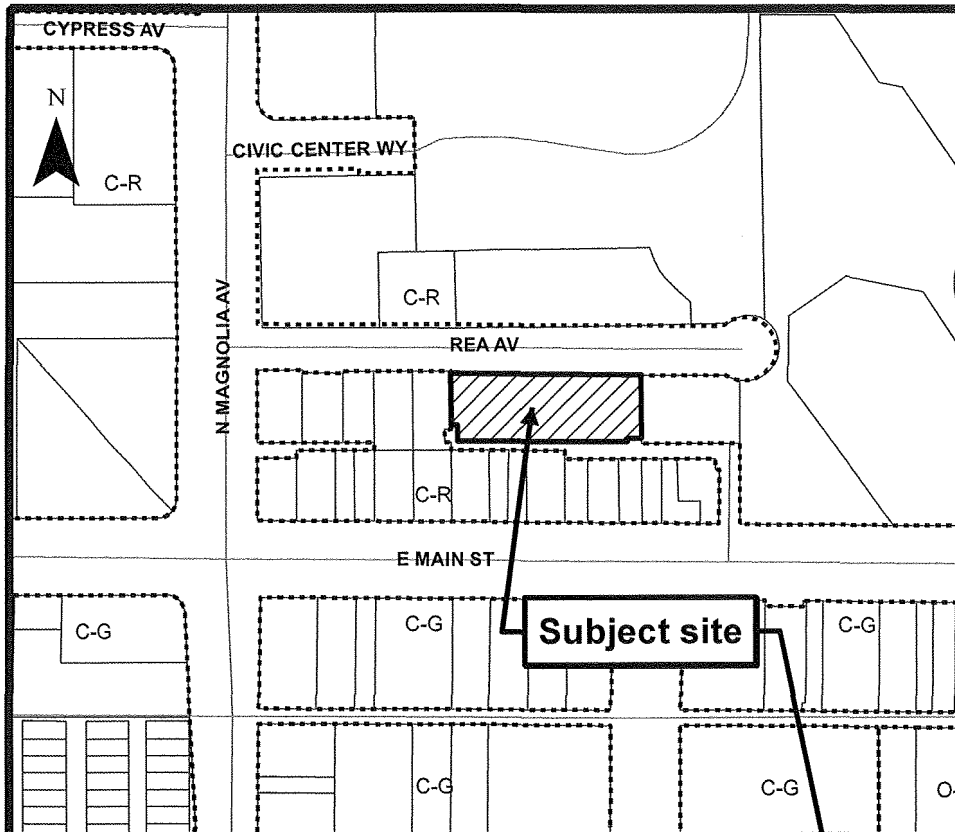 CYPRESS AV
N
CIVIC CENTER WY
C-R
N MAGNOLIA AV
C-R
REA AV
C-R
E MAIN ST
C-G
C-G
Subject site
C-G
C-G
C-G
O-